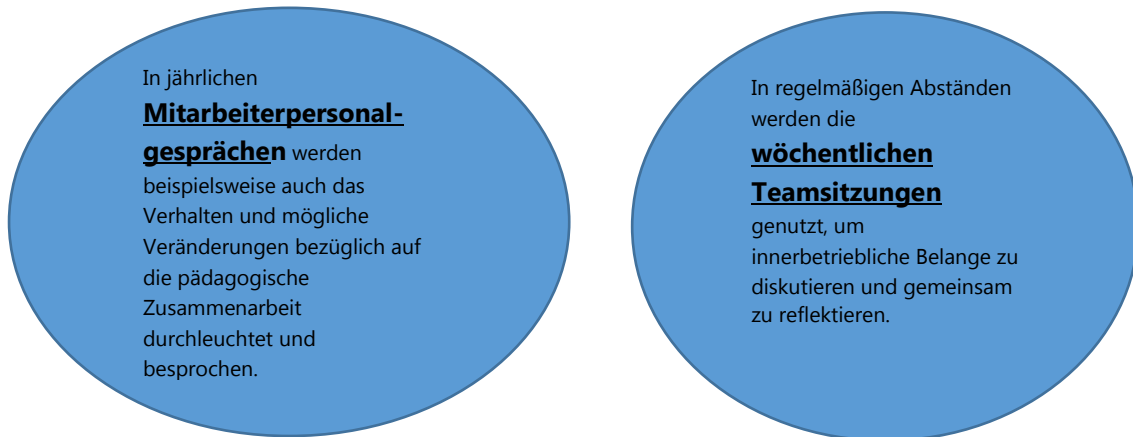 In jährlichen
Mitarbeiterpersonal-
gesprächen werden
beispielsweise auch das
Verhalten und mögliche
Veränderungen bezüglich auf
die pädagogische
Zusammenarbeit
durchleuchtet und
besprochen.
In regelmäßigen Abständen
werden die
wöchentlichen
Teamsitzungen
genutzt, um
innerbetriebliche Belange zu
diskutieren und gemeinsam
zu reflektieren.